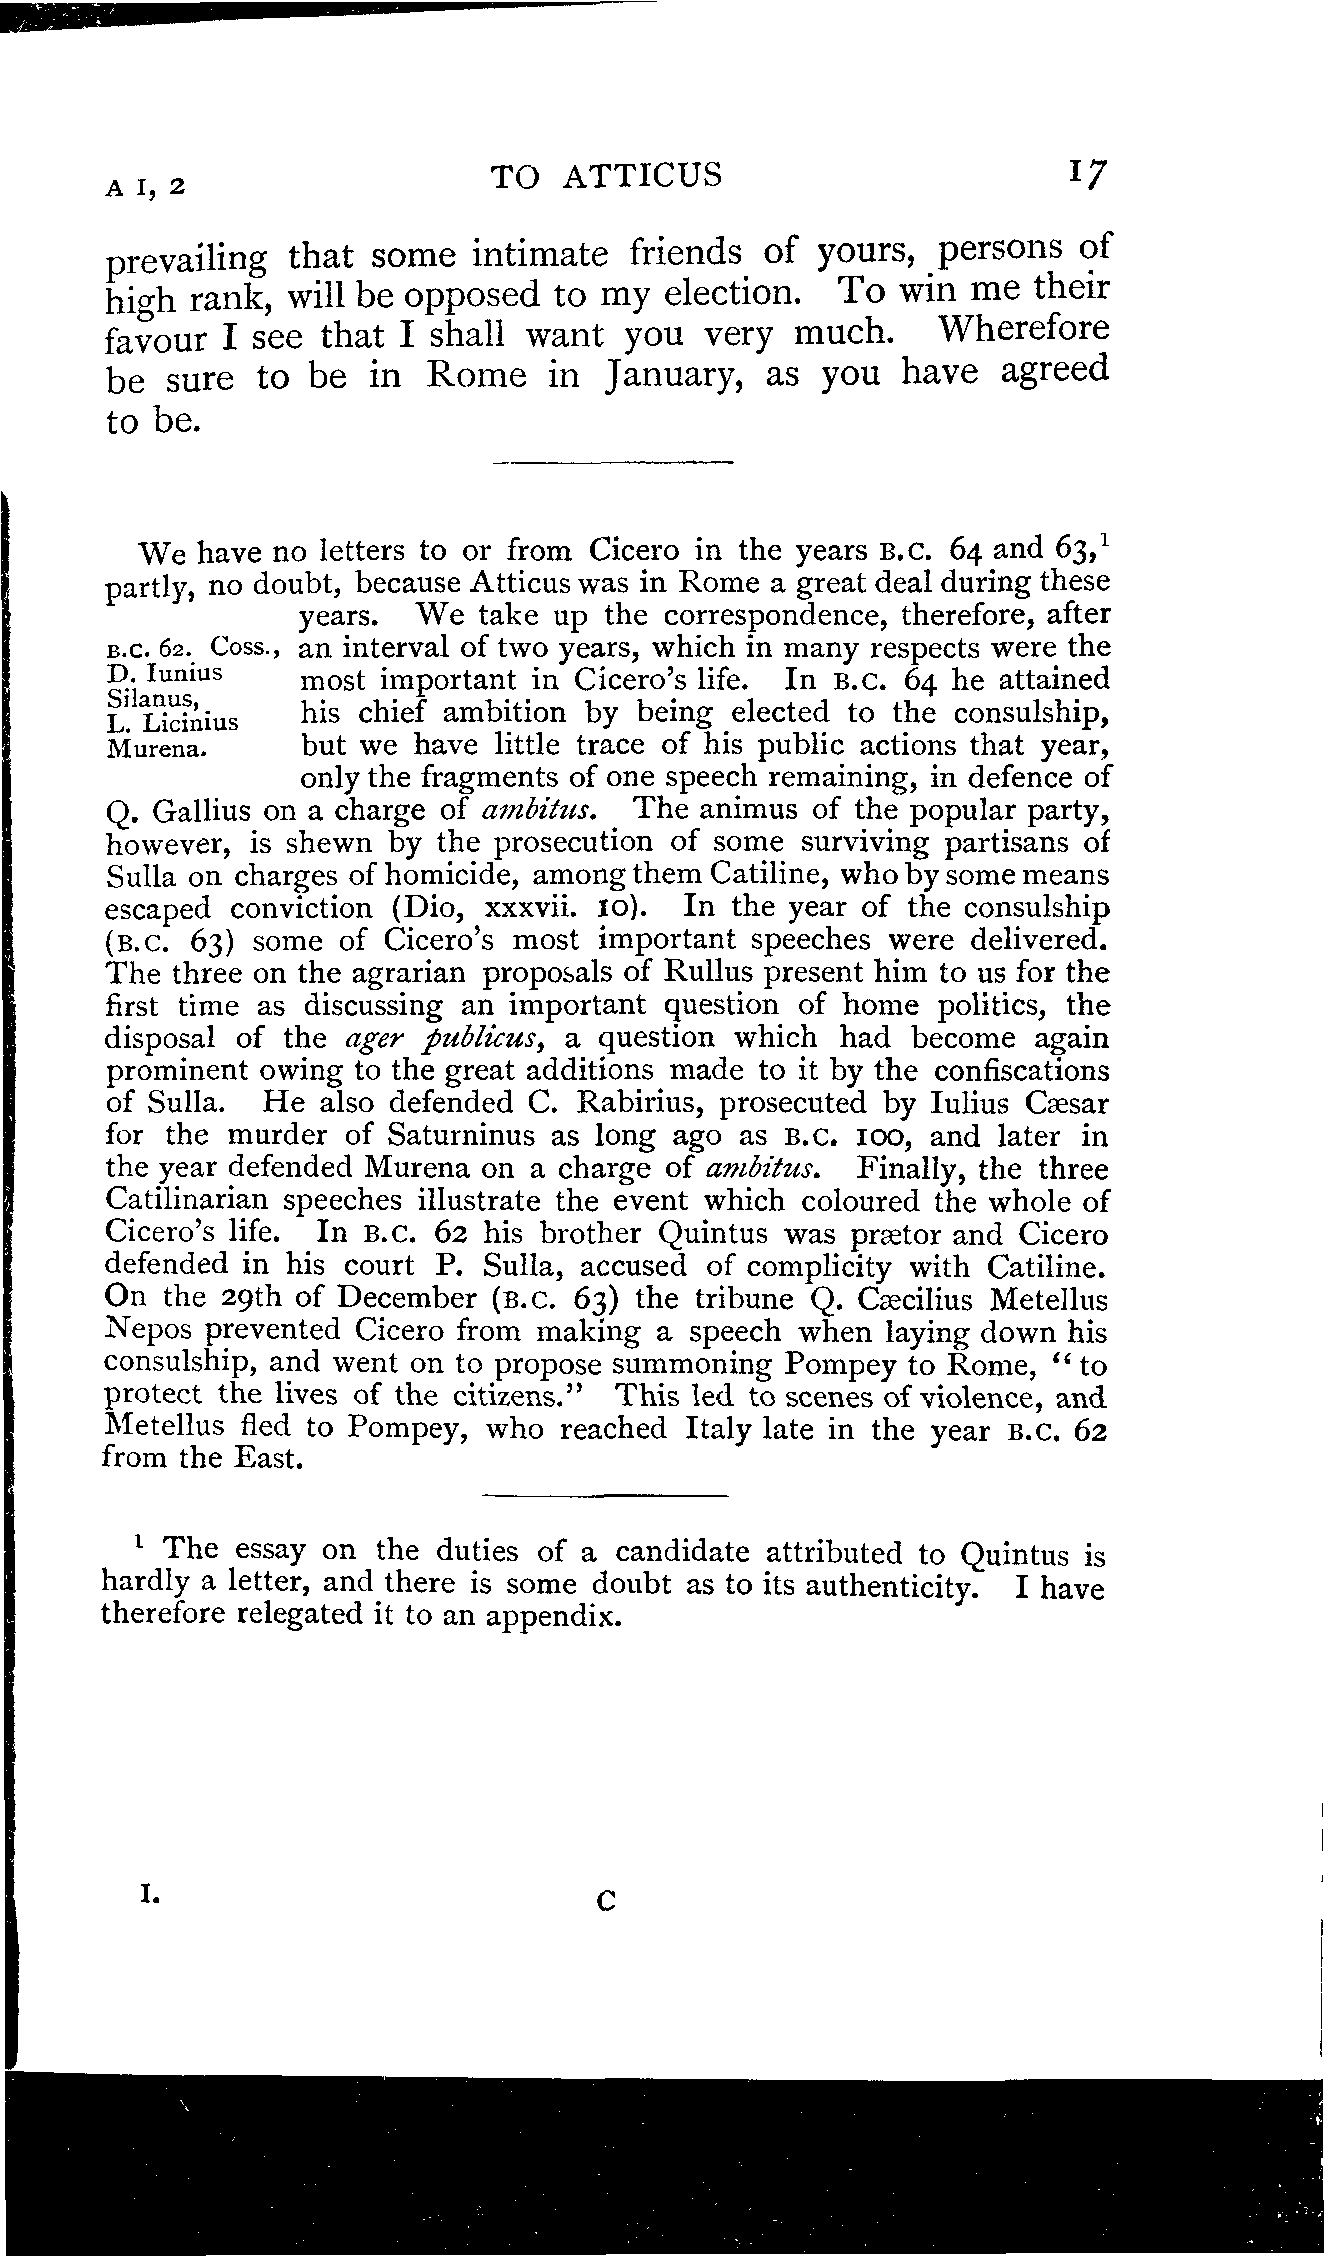 A I, 2 TO ATTICUS 17
prevailing that some intimate friends of yours, persons of
high rank, will be opposed to my election. To win me their
favour I see that I shall want you very much. Wherefore
be sure to be in Rome in January, as you have agreed
to be.
We have no letters to or from Cicero in the years B.C. 64 and 63,¹
partly, no doubt, because Atticus was in Rome a great deal during these
years. We take up the correspondence, therefore, after
B.C. 62. Coss.,
D. Iunius
Silanus,
L. Licinius
Murena.
an interval of two years, which in many respects were the
most important in Cicero's life. In B.C. 64 he attained
his chief ambition by being elected to the consulship,
but we have little trace of his public actions that year,
only the fragments of one speech remaining, in defence of
Q. Gallius on a charge of ambitus. The animus of the popular party,
however, is shewn by the prosecution of some surviving partisans of
Sulla on charges of homicide, among them Catiline, who by some means
escaped conviction (Dio, xxxvii. 10). In the year of the consulship
(B.C. 63) some of Cicero's most important speeches were delivered.
The three on the agrarian proposals of Rullus present him to us for the
first time as discussing an important question of home politics, the
disposal of the ager publicus, a question which had become again
prominent owing to the great additions made to it by the confiscations
of Sulla. He also defended C. Rabirius, prosecuted by Iulius Cæsar
for the murder of Saturninus as long ago as B.C. 100, and later in
the year defended Murena on a charge of ambitus. Finally, the three
Catilinarian speeches illustrate the event which coloured the whole of
Cicero's life. In B.C. 62 his brother Quintus was prætor and Cicero
defended in his court P. Sulla, accused of complicity with Catiline.
On the 29th of December (B.C. 63) the tribune Q. Cæcilius Metellus
Nepos prevented Cicero from making a speech when laying down his
consulship, and went on to propose summoning Pompey to Rome, "to
protect the lives of the citizens." This led to scenes of violence, and
Metellus fled to Pompey, who reached Italy late in the year B.C. 62
from the East.
¹ The essay on the duties of a candidate attributed to Quintus is
hardly a letter, and there is some doubt as to its authenticity. I have
therefore relegated it to an appendix.
I. C